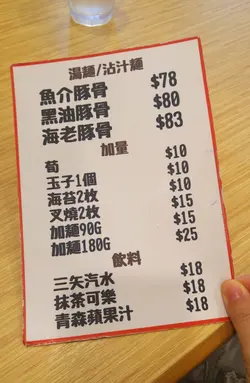 湯麵/沾汁麵
魚介豚骨 $78
黑油豚骨 $80
海老豚骨 $83
加量
荀 $10
玉子1個 $10
海苔2枚 $10
叉燒2枚 $15
加麵90G $15
加麵180G $25
飲料
三矢汽水 $18
抹茶可樂 $18
青森蘋果汁 $18